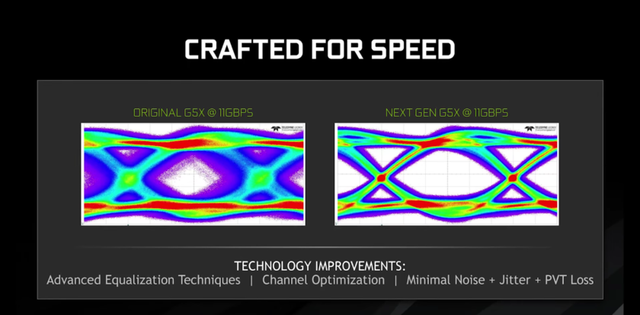 CRAFTED FOR SPEED
ORIGINAL G5X @ 11GBPS
NEXT GEN G5X @ 11GBPS
TECHNOLOGY IMPROVEMENTS:
Advanced Equalization Techniques | Channel Optimization | Minimal Noise + Jitter + PVT Loss